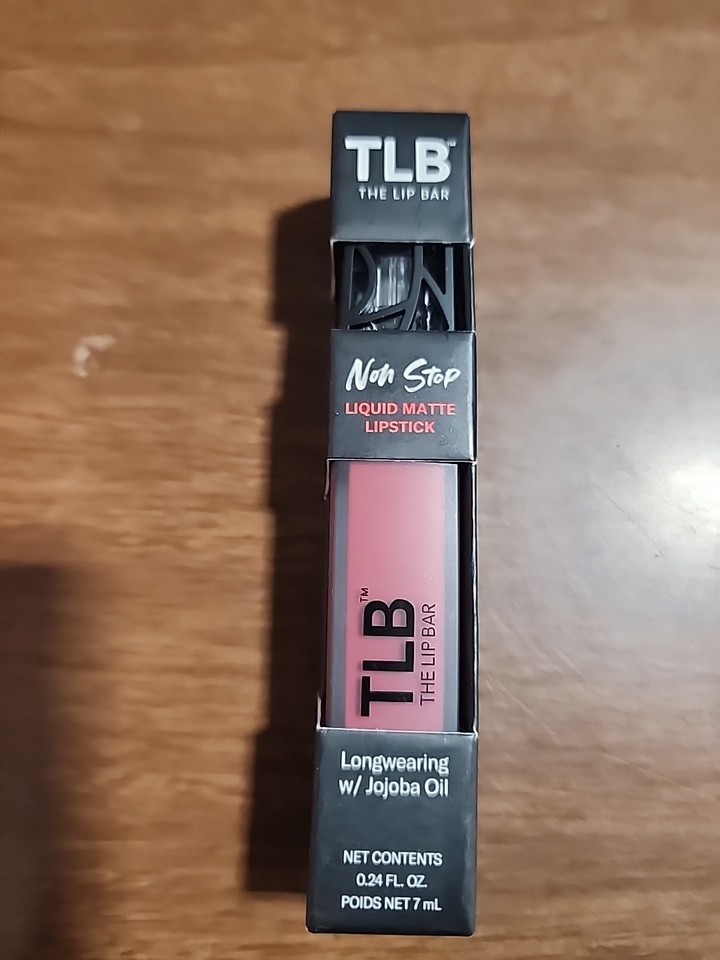 TLB™
THE LIP BAR
Non Stop
LIQUID MATTE
LIPSTICK
TLB™
THE LIP BAR
Longwearing
w/ Jojoba Oil
NET CONTENTS
0.24 FL. OZ.
POIDS NET 7 mL